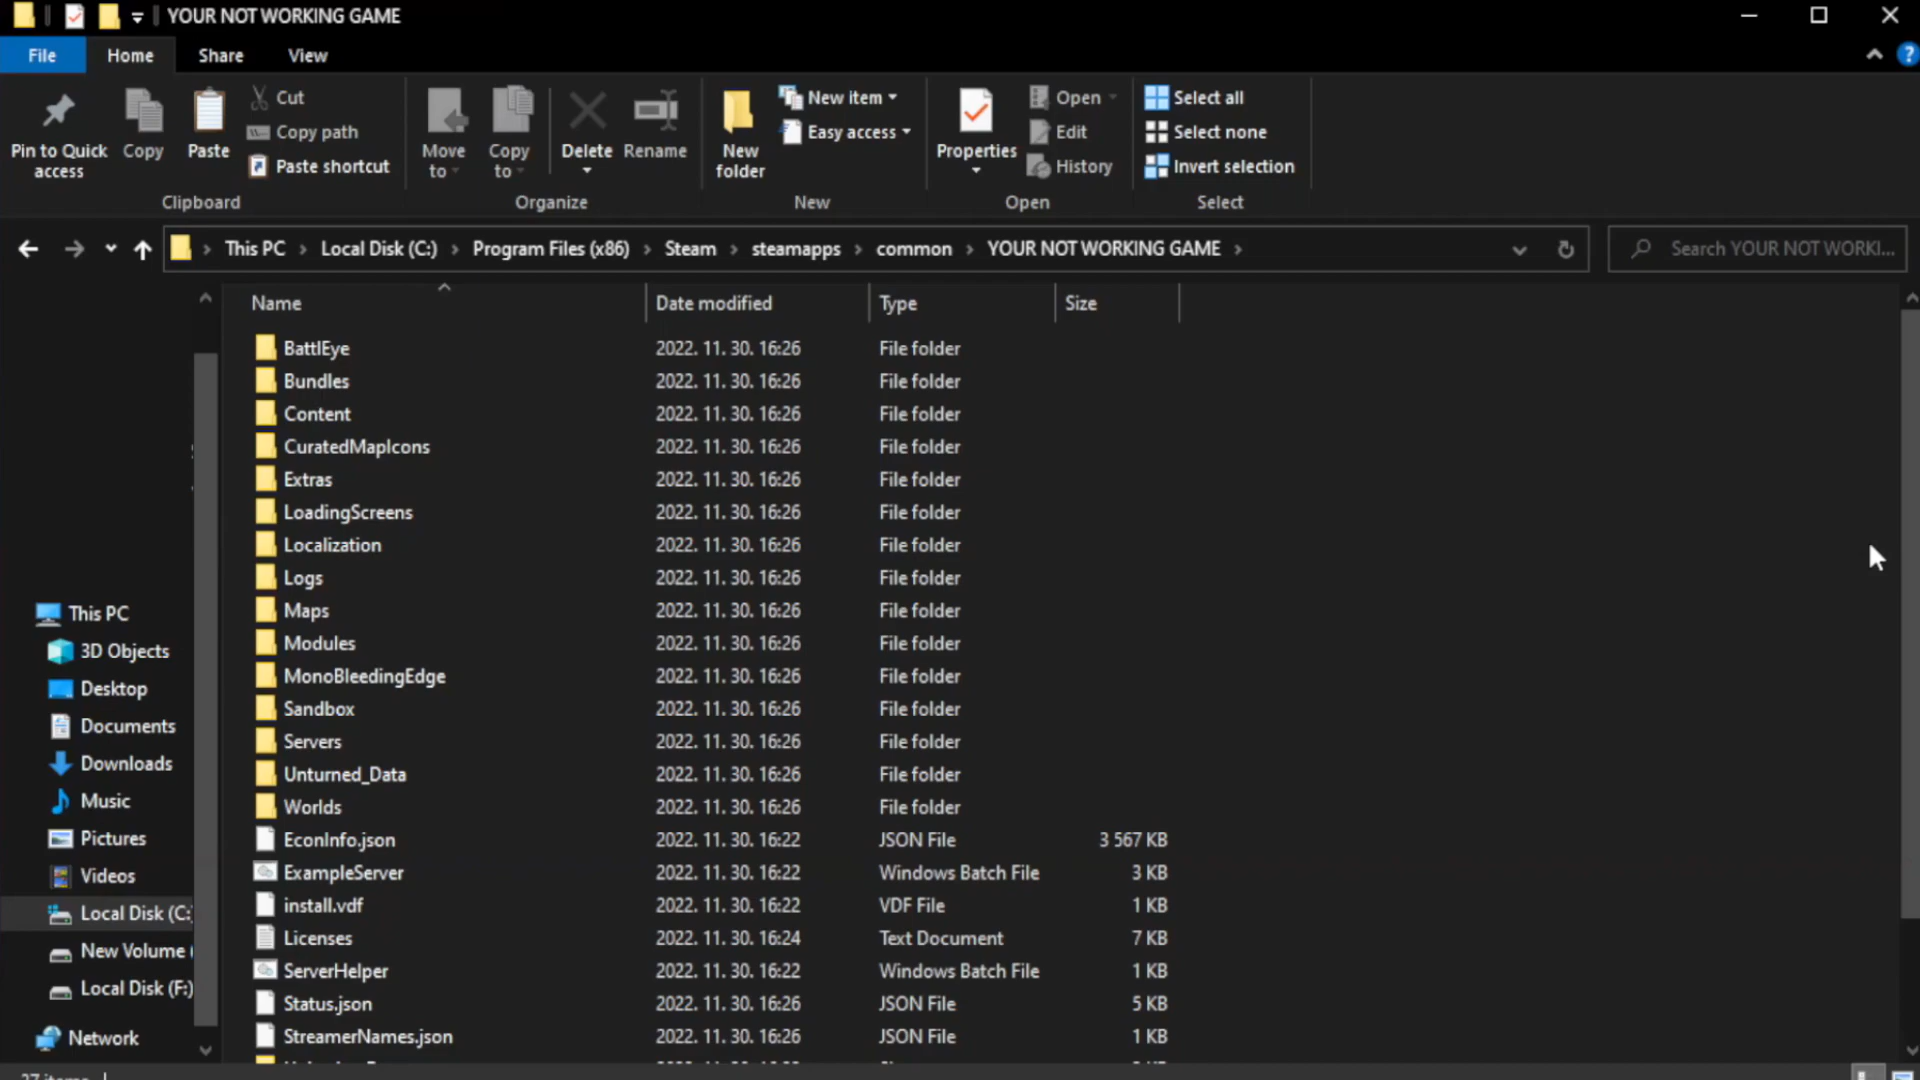 YOUR NOT WORKING GAME
File Home Share View
Pin to Quick access
Copy
Paste
Cut
Copy path
Paste shortcut
Clipboard
Move to
Copy to
Delete
Rename
Organize
New folder
New item
Easy access
New
Properties
Open
Edit
History
Open
Select all
Select none
Invert selection
Select
This PC Local Disk (C:) Program Files (x86) Steam steamapps common YOUR NOT WORKING GAME
Search YOUR NOT WORKI...
Name Date modified Type Size
BattlEye 2022. 11. 30. 16:26 File folder
Bundles 2022. 11. 30. 16:26 File folder
Content 2022. 11. 30. 16:26 File folder
CuratedMapIcons 2022. 11. 30. 16:26 File folder
Extras 2022. 11. 30. 16:26 File folder
LoadingScreens 2022. 11. 30. 16:26 File folder
Localization 2022. 11. 30. 16:26 File folder
Logs 2022. 11. 30. 16:26 File folder
Maps 2022. 11. 30. 16:26 File folder
Modules 2022. 11. 30. 16:26 File folder
MonoBleedingEdge 2022. 11. 30. 16:26 File folder
Sandbox 2022. 11. 30. 16:26 File folder
Servers 2022. 11. 30. 16:26 File folder
Unturned_Data 2022. 11. 30. 16:26 File folder
Worlds 2022. 11. 30. 16:26 File folder
EconInfo.json 2022. 11. 30. 16:22 JSON File 3 567 KB
ExampleServer 2022. 11. 30. 16:22 Windows Batch File 3 KB
install.vdf 2022. 11. 30. 16:22 VDF File 1 KB
Licenses 2022. 11. 30. 16:24 Text Document 7 KB
ServerHelper 2022. 11. 30. 16:22 Windows Batch File 1 KB
Status.json 2022. 11. 30. 16:26 JSON File 5 KB
StreamerNames.json 2022. 11. 30. 16:26 JSON File 1 KB
This PC
3D Objects
Desktop
Documents
Downloads
Music
Pictures
Videos
Local Disk (C:)
New Volume (
Local Disk (F:)
Network